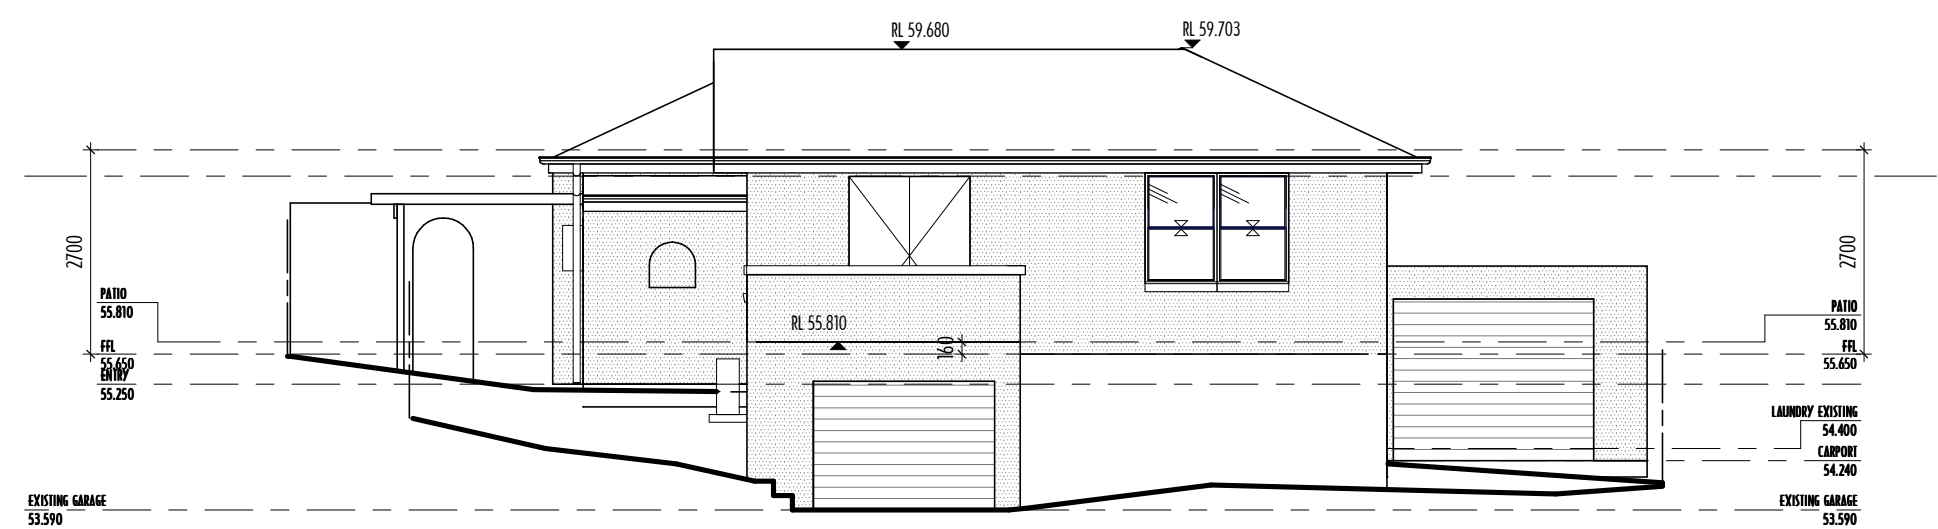 RL 59.680
RL 59.703
2700
2700
PATIO
55.810
FFL
55.650
ENTRY
55.250
EXISTING GARAGE
53.590
RL 55.810
160
PATIO
55.810
FFL
55.650
LAUNDRY EXISTING
54.400
CARPORT
54.240
EXISTING GARAGE
53.590